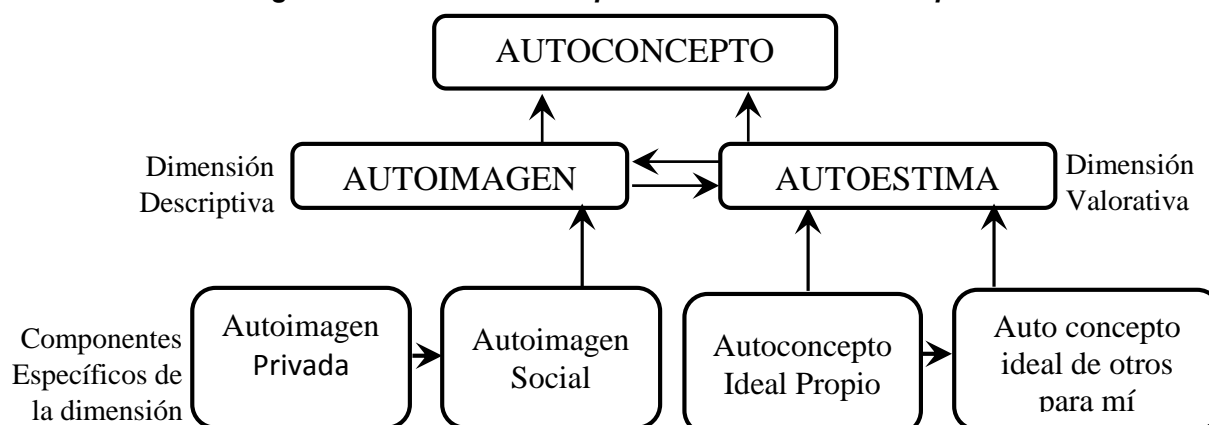 AUTOCONCEPTO
Dimensión
Descriptiva
AUTOIMAGEN
AUTOESTIMA
Dimensión
Valorativa
Componentes
Específicos de
la dimensión
Autoimagen
Privada
Autoimagen
Social
Autoconcepto
Ideal Propio
Auto concepto
ideal de otros
para mí